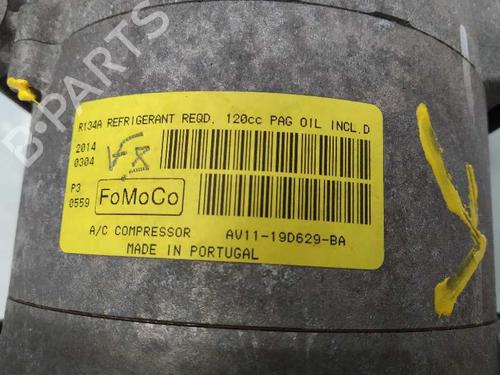 R134A REFRIGERANT REQD. 120cc PAG OIL INCL.D
2014
0304
P3
0559
FoMoCo
A/C COMPRESSOR AV11-19D629-BA
MADE IN PORTUGAL
B-PARTS